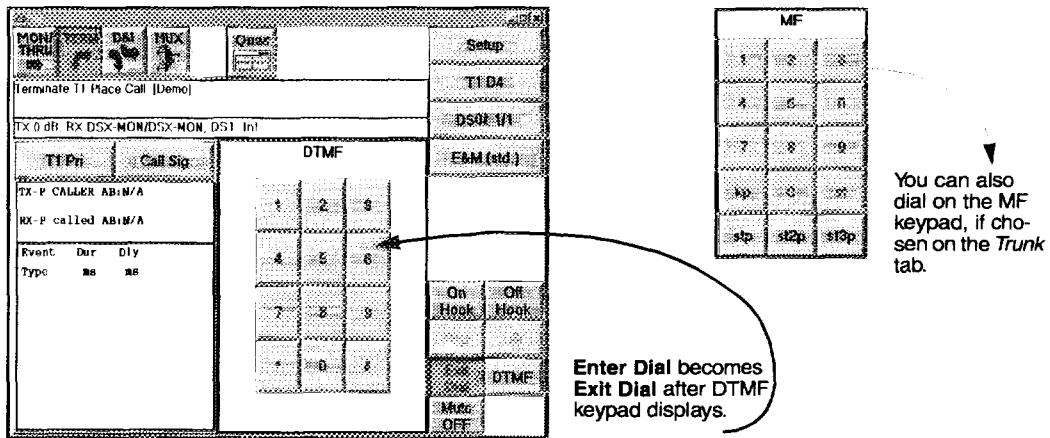 MON/ THRU TERM D&I MUX Quas
Setup
T1 D4
Terminate T1 Place Call [Demo]
DS0# 1/1
TX 0 dB RX DSX-MON/DSX-MON, DS1 Int
T1 Pri Call Sig
DTMF
E&M (std.)
TX-P CALLER AB:N/A
RX-P called AB:N/A
Event Dur Dly
Type ms ms
1 2 3
4 5 6
7 8 9
* 0 #
On Hook Off Hook
Exit Dial DTMF
Mute OFF
MF
1 2 3
4 5 6
7 8 9
kp 0 st
stp st2p st3p
You can also
dial on the MF
keypad, if cho-
sen on the Trunk
tab.
Enter Dial becomes
Exit Dial after DTMF
keypad displays.